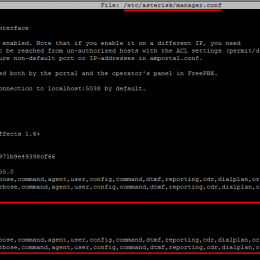 File: /etc/asterisk/manager.conf
nterface
enabled. Note that if you enable it on a different IP, you need
t be reached from un-authorized hosts with the ACL settings (permit/d
ure non-default port or IP-addresses in amportal.conf.
ed both by the portal and the operator's panel in FreePBX.
onnection to localhost:5038 by default.
ffects 1.6+
55.0
ose,command,agent,user,config,command,dtmf,reporting,cdr,dialplan,or
rbose,command,agent,user,config,command,dtmf,reporting,cdr,dialplan,o
ose,command,agent,user,config,command,dtmf,reporting,cdr,dialplan,or
rbose,command,agent,user,config,command,dtmf,reporting,cdr,dialplan,o